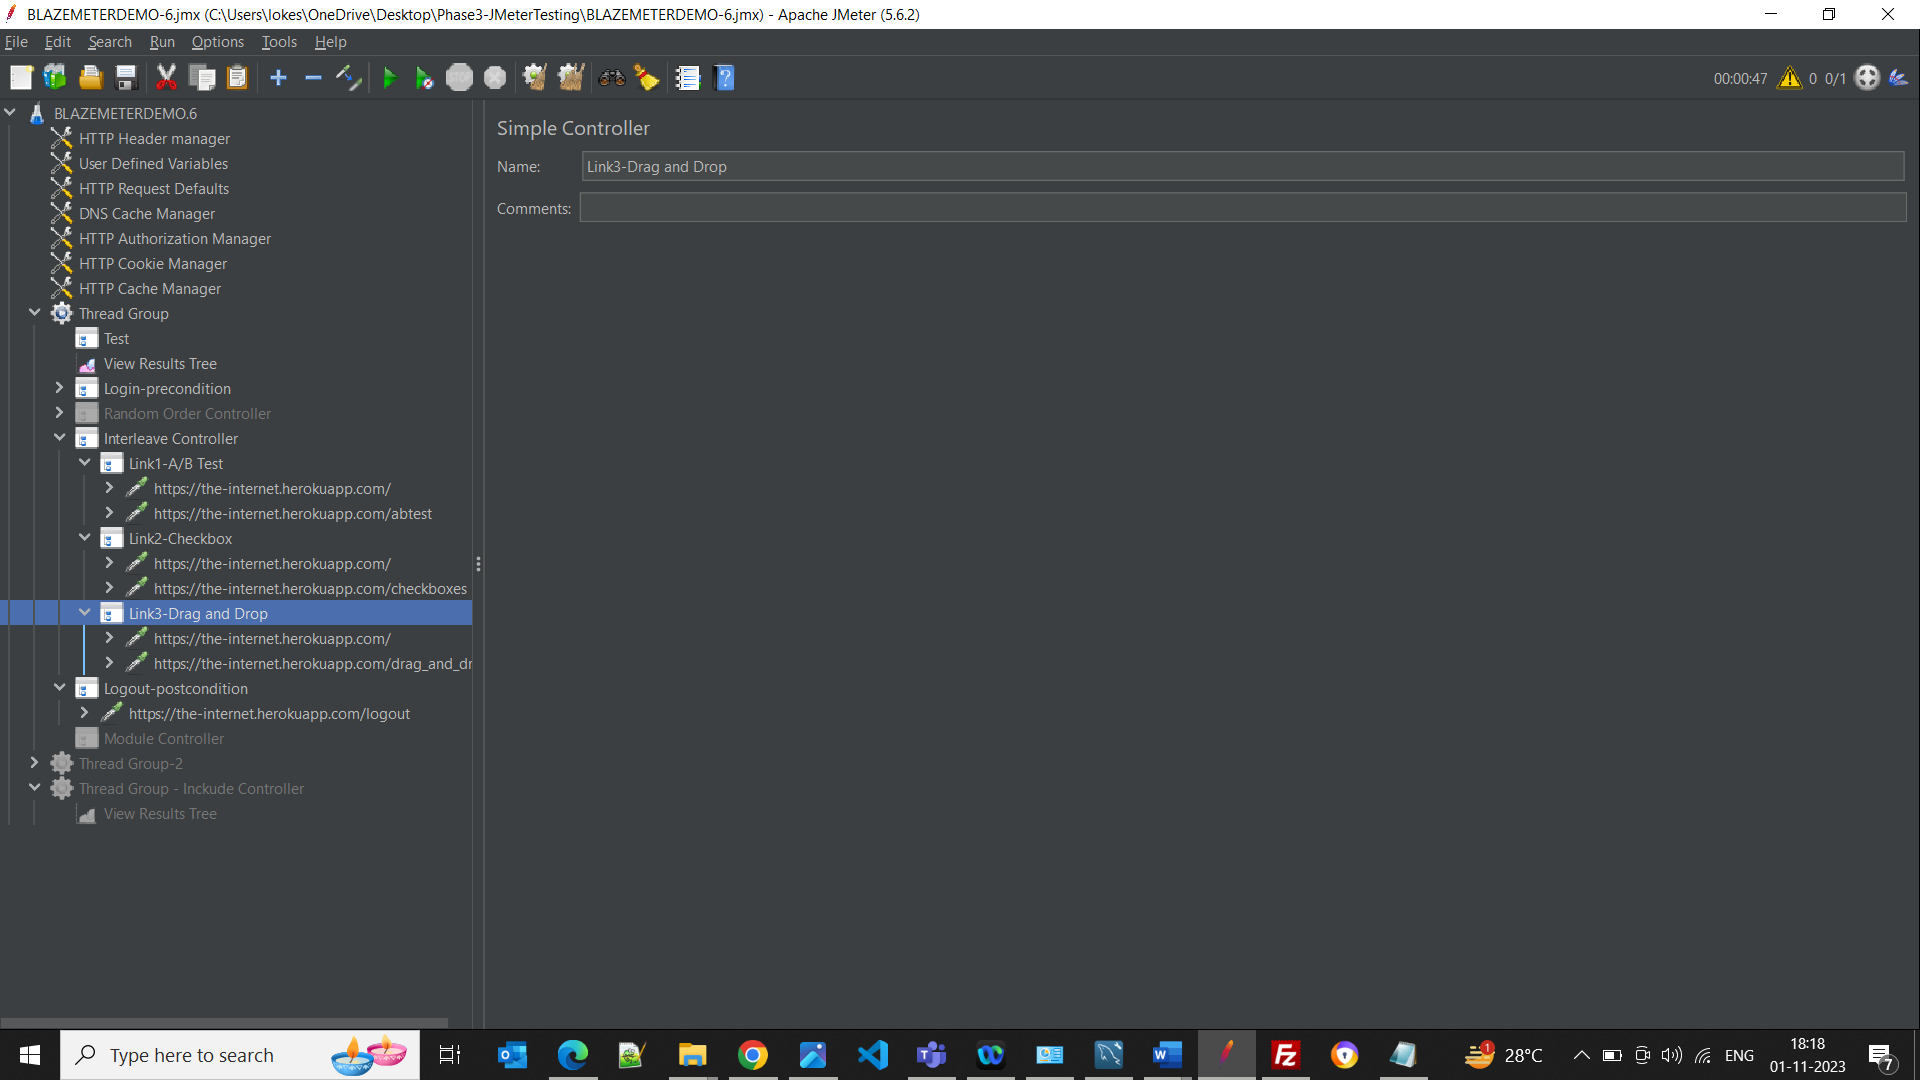 BLAZEMETERDEMO-6.jmx (C:\Users\lokes\OneDrive\Desktop\Phase3-JMeterTesting\BLAZEMETERDEMO-6.jmx) - Apache JMeter (5.6.2)
File Edit Search Run Options Tools Help
STOP 00:00:47 0 0/1
BLAZEMETERDEMO.6
HTTP Header manager
User Defined Variables
HTTP Request Defaults
DNS Cache Manager
HTTP Authorization Manager
HTTP Cookie Manager
HTTP Cache Manager
Thread Group
Test
View Results Tree
Login-precondition
Random Order Controller
Interleave Controller
Link1-A/B Test
https://the-internet.herokuapp.com/
https://the-internet.herokuapp.com/abtest
Link2-Checkbox
https://the-internet.herokuapp.com/
https://the-internet.herokuapp.com/checkboxes
Link3-Drag and Drop
https://the-internet.herokuapp.com/
https://the-internet.herokuapp.com/drag_and_dr
Logout-postcondition
https://the-internet.herokuapp.com/logout
Module Controller
Thread Group-2
Thread Group - Inckude Controller
View Results Tree
Simple Controller
Name: Link3-Drag and Drop
Comments:
Type here to search
1 28°C
ENG
18:18
01-11-2023
7